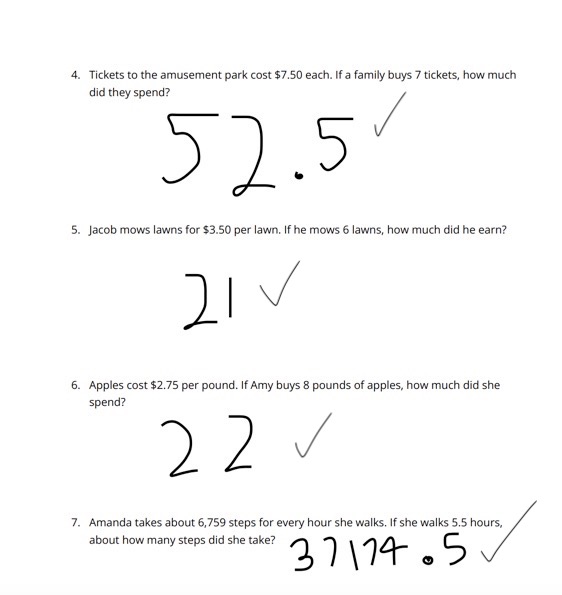 4. Tickets to the amusement park cost $7.50 each. If a family buys 7 tickets, how much
did they spend?
52.5
5. Jacob mows lawns for $3.50 per lawn. If he mows 6 lawns, how much did he earn?
21
6. Apples cost $2.75 per pound. If Amy buys 8 pounds of apples, how much did she
spend?
22
7. Amanda takes about 6,759 steps for every hour she walks. If she walks 5.5 hours,
about how many steps did she take? 37174.5